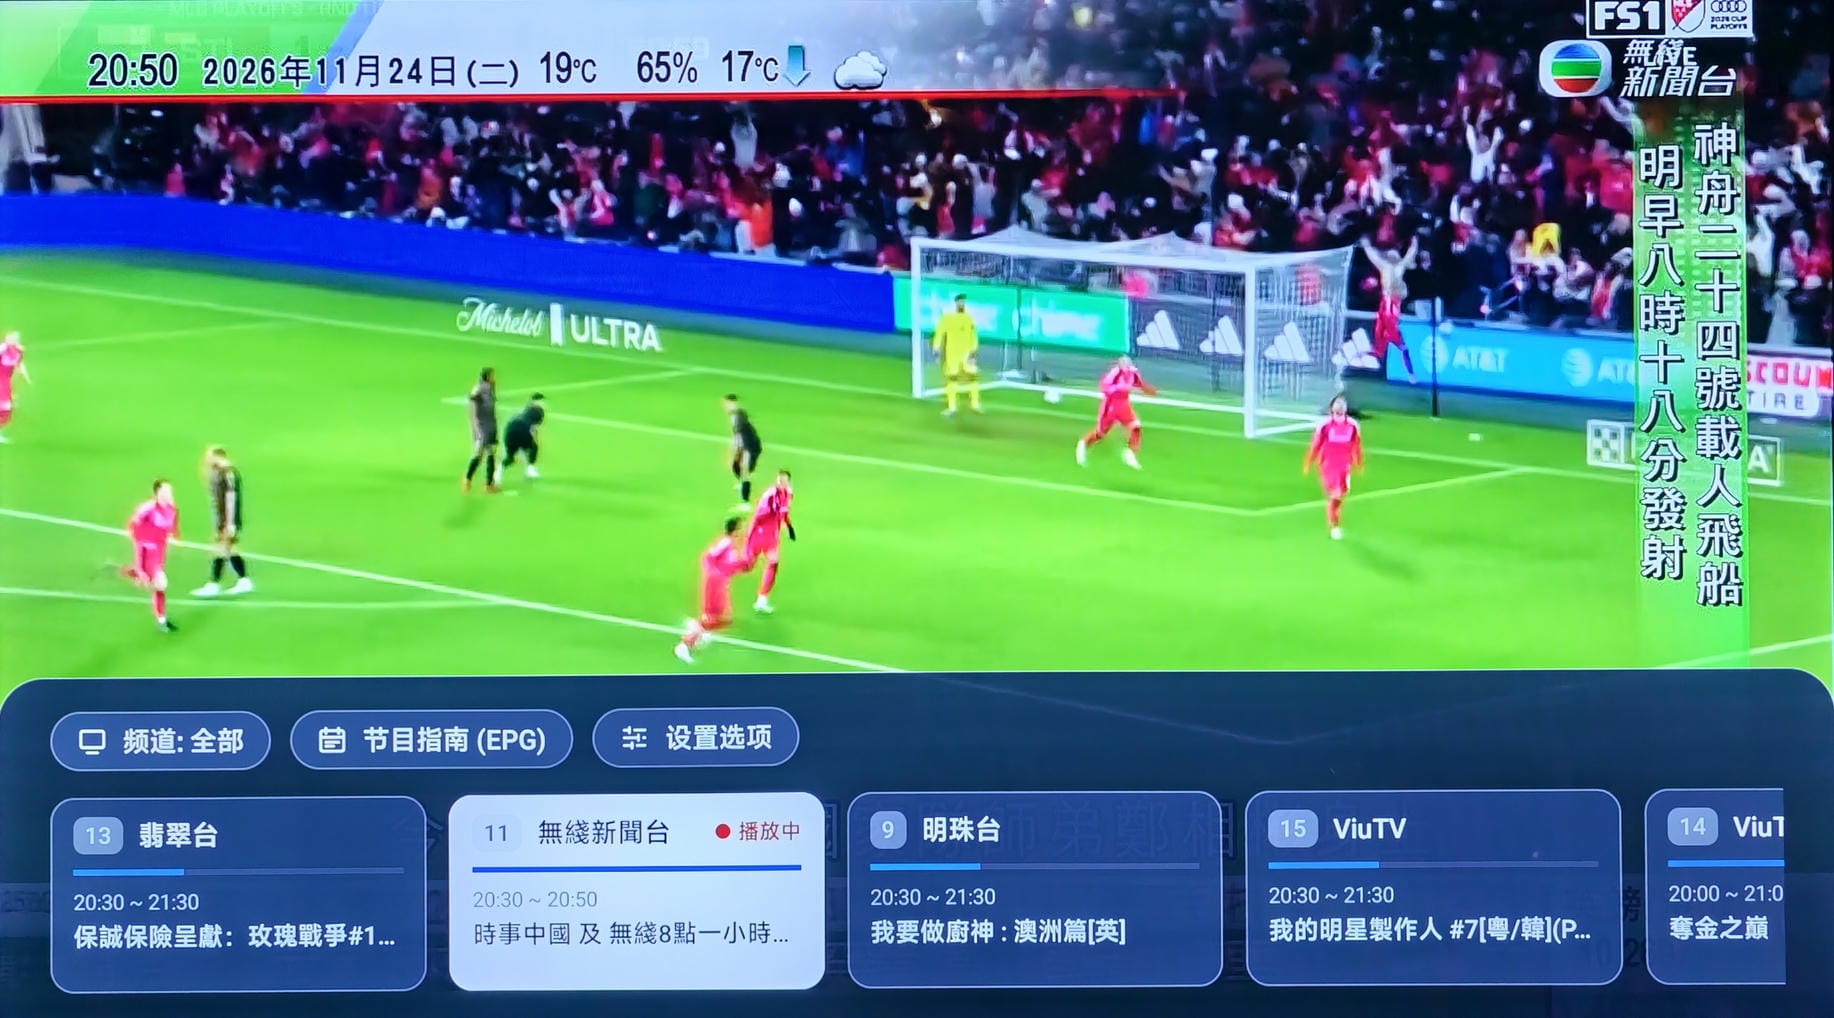 20:50 2026年11月24日(二) 19℃ 65% 17℃
FS1
無綫
新聞台
神舟二十四號載人飛船
明早八時十八分發射
Michelob ULTRA
chime
AT&T
AT&T
TIRE
频道: 全部
节目指南 (EPG)
设置选项
13 翡翠台
20:30 ~ 21:30
保誠保險呈獻：玫瑰戰爭#1...
11 無綫新聞台 播放中
20:30 ~ 20:50
時事中國 及 無綫8點一小時...
9 明珠台
20:30 ~ 21:30
我要做廚神 : 澳洲篇[英]
15 ViuTV
20:30 ~ 21:30
我的明星製作人 #7[粵/韓](P...
14 ViuT
20:00 ~ 21:0
奪金之巔